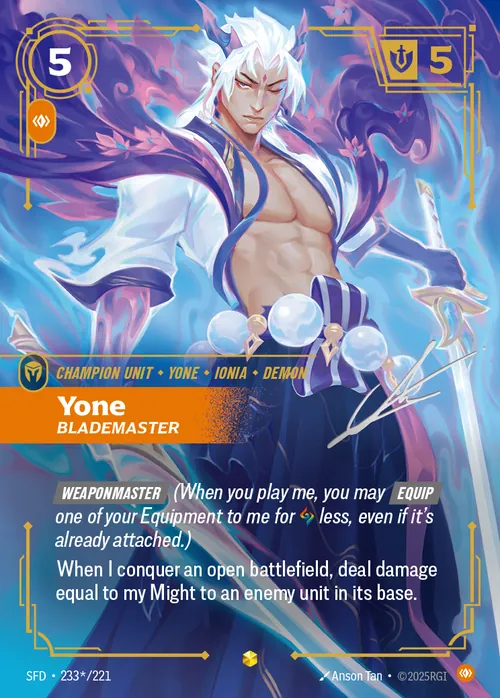 5
5
CHAMPION UNIT • YONE • IONIA • DEMON
Yone
BLADEMASTER
WEAPONMASTER (When you play me, you may EQUIP
one of your Equipment to me for less, even if it's
already attached.)
When I conquer an open battlefield, deal damage
equal to my Might to an enemy unit in its base.
SFD • 233*/221
Anson Tan • ©2025RGI